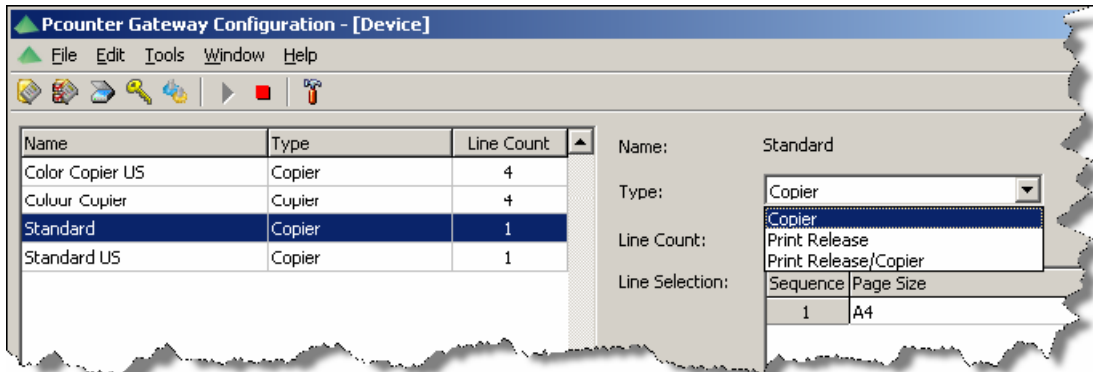 Pcounter Gateway Configuration - [Device]
File Edit Tools Window Help
Name Type Line Count
Color Copier US Copier 4
Colour Copier Copier 4
Standard Copier 1
Standard US Copier 1
Name: Standard
Type: Copier
Copier
Print Release
Print Release/Copier
Line Count:
Line Selection:
Sequence Page Size
1 A4